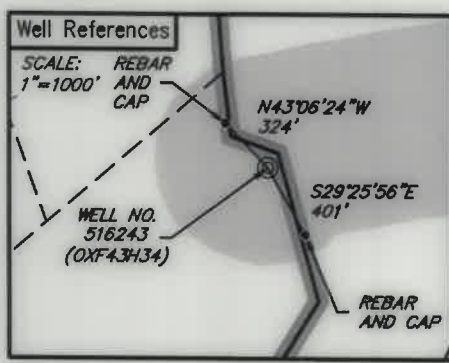 Well References
SCALE:
1"=1000'
REBAR
AND
CAP
N43°06'24"W
324'
S29°25'56"E
401'
WELL NO.
516243
(OXF43H34)
REBAR
AND CAP